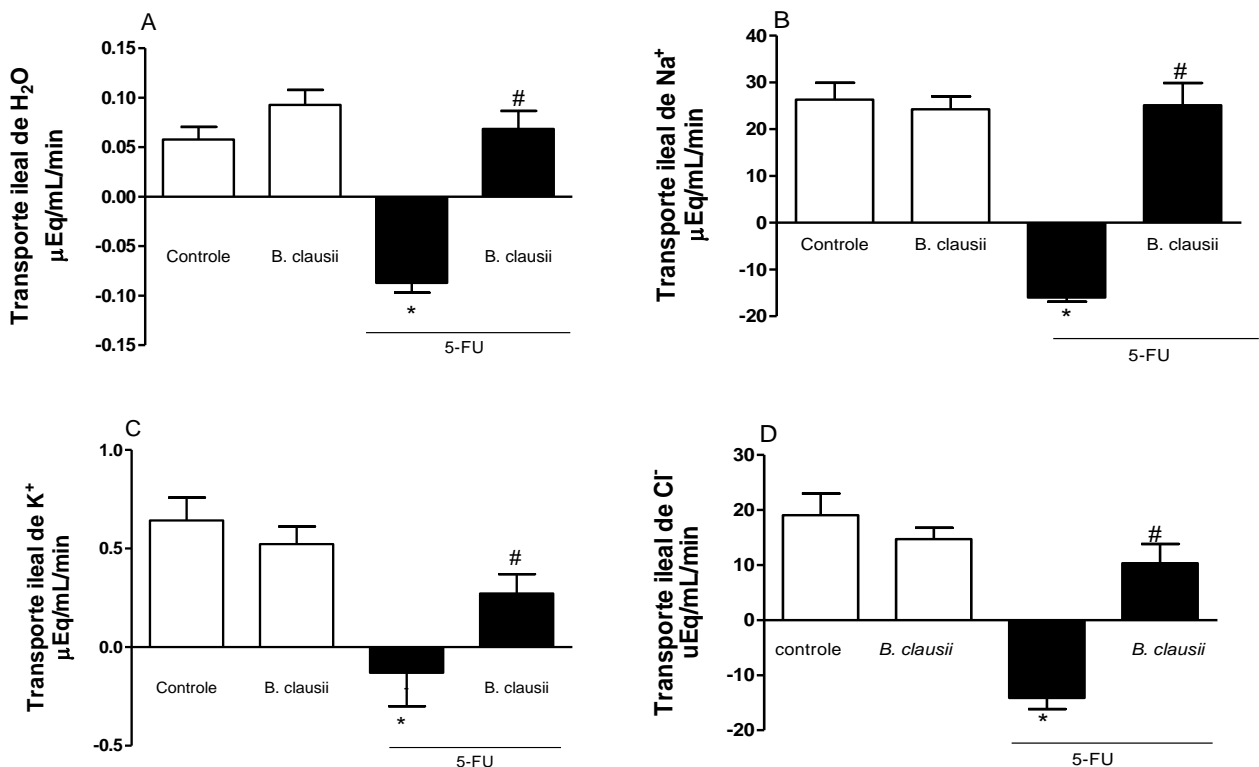 A
Transporte ileal de H₂O
µEq/mL/min
0.15
0.10
0.05
0.00
-0.05
-0.10
-0.15
#
Controle
B. clausii
B. clausii
*
5-FU
B
Transporte ileal de Na⁺
µEq/mL/min
40
30
20
10
0
-10
-20
#
Controle
B. clausii
B. clausii
*
5-FU
C
Transporte ileal de K⁺
µEq/mL/min
1.0
0.5
0.0
-0.5
#
Controle
B. clausii
B. clausii
*
5-FU
D
Transporte ileal de Cl⁻
uEq/mL/min
30
20
10
0
-10
-20
#
controle
B. clausii
B. clausii
*
5-FU